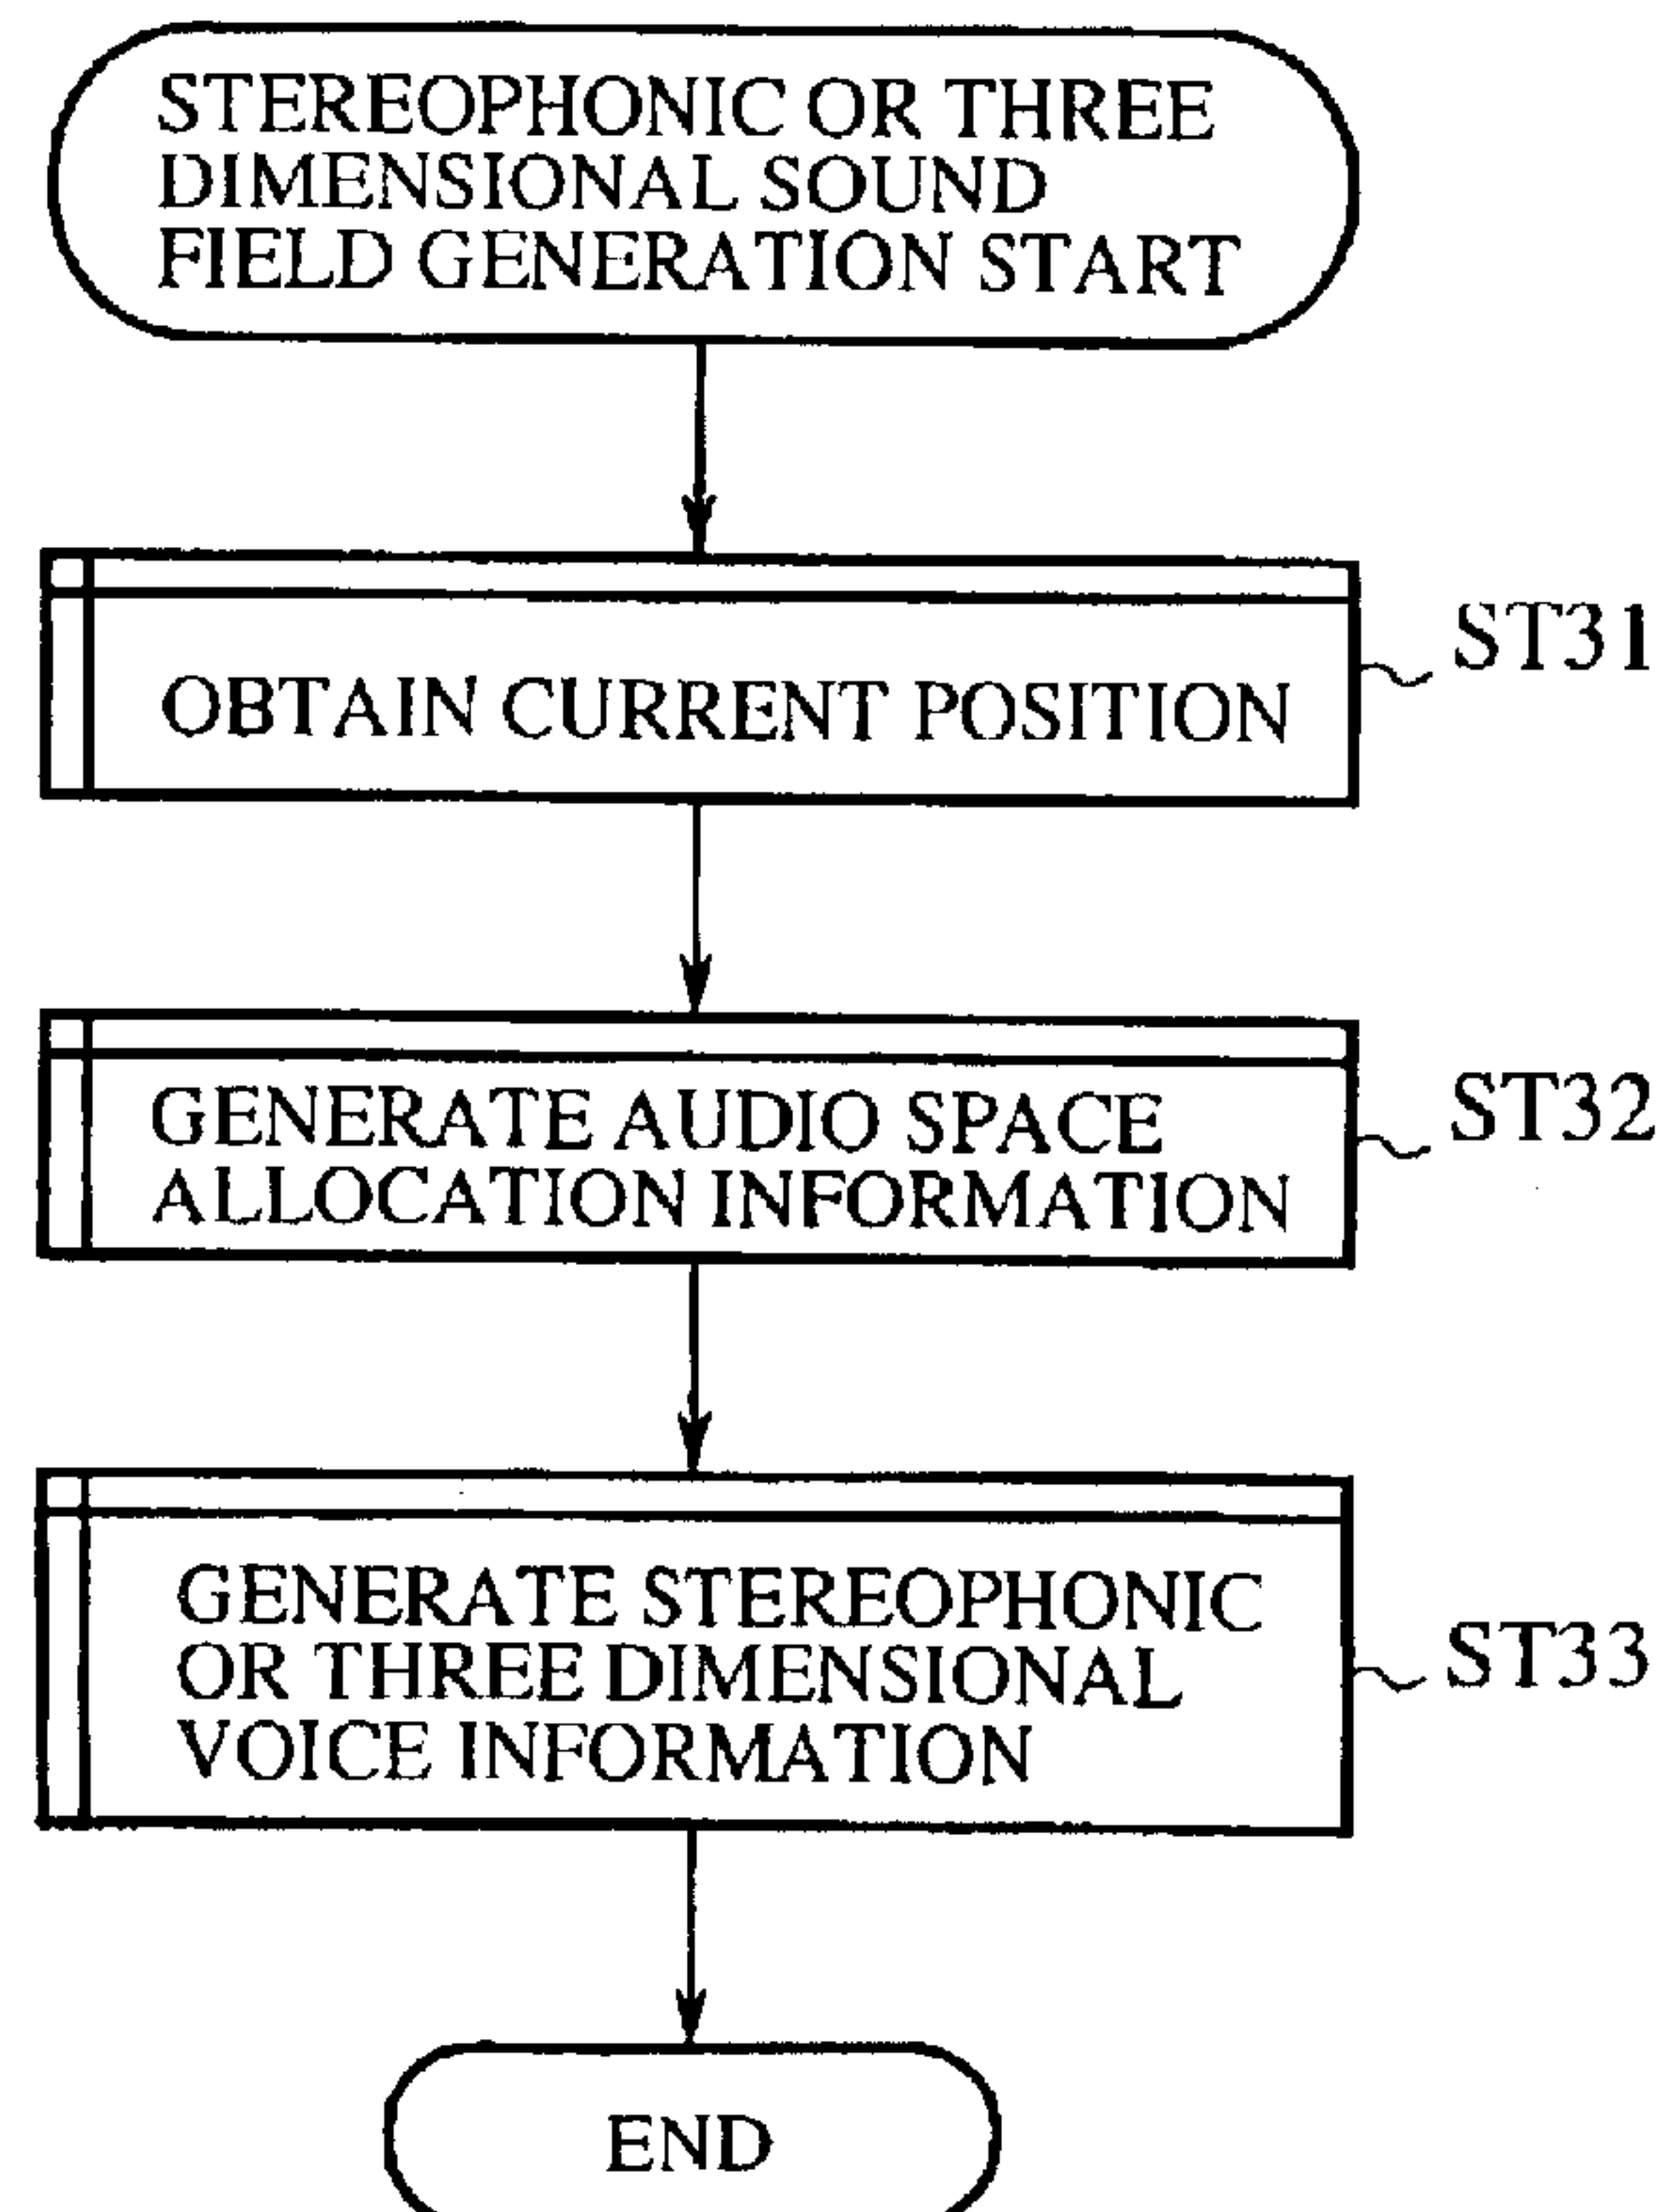 STEREOPHONIC OR THREE
DIMENSIONAL SOUND
FIELD GENERATION START
OBTAIN CURRENT POSITION
ST31
GENERATE AUDIO SPACE
ALLOCATION INFORMATION
ST32
GENERATE STEREOPHONIC
OR THREE DIMENSIONAL
VOICE INFORMATION
ST33
END